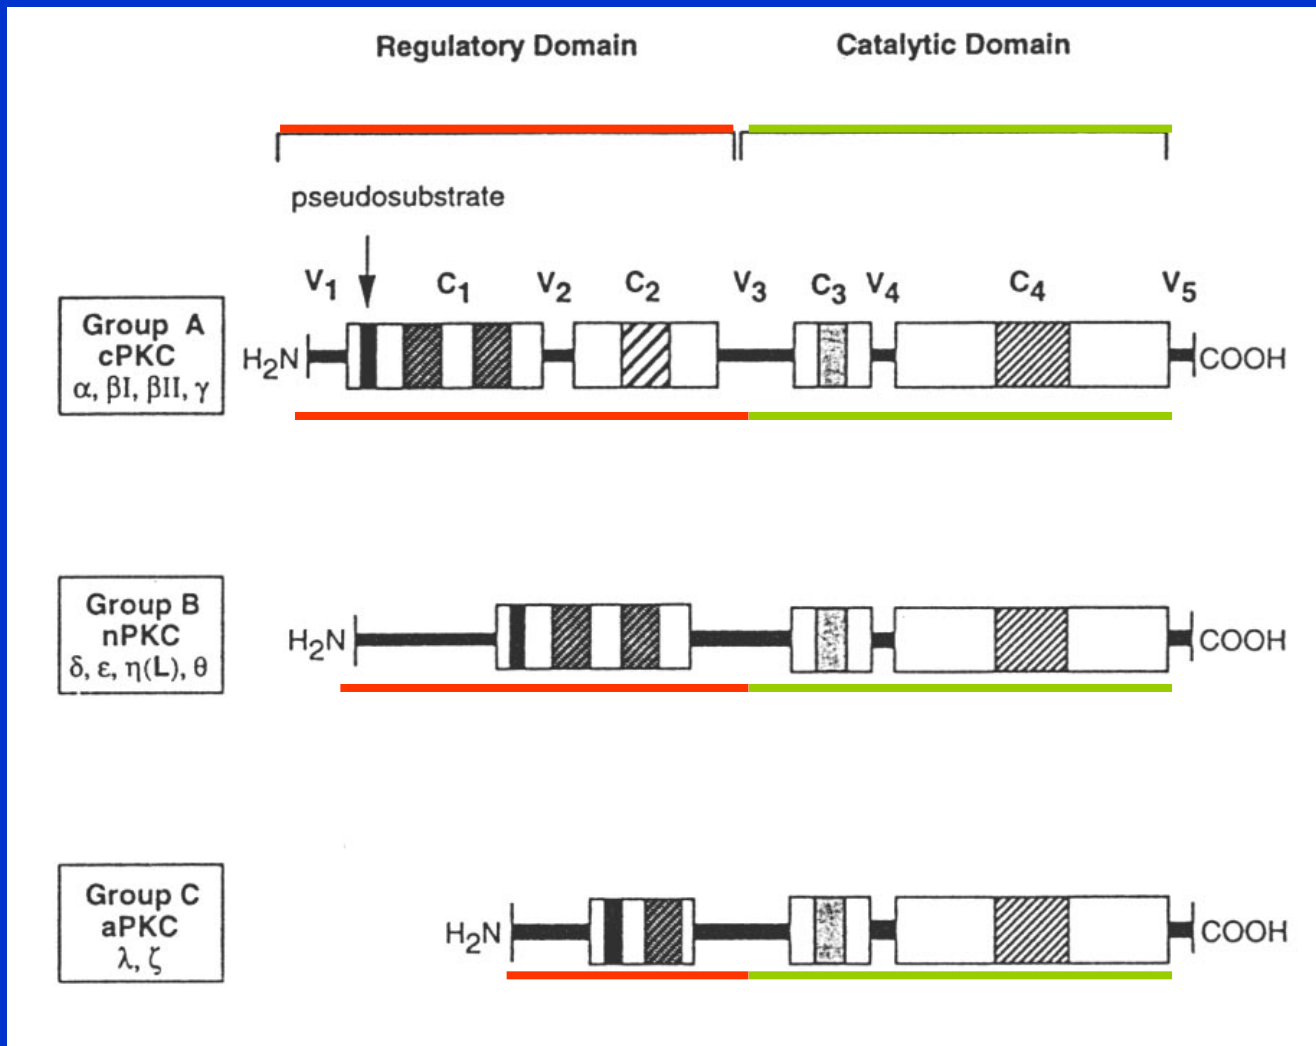 Regulatory Domain
Catalytic Domain
pseudosubstrate
V1 C1 V2 C2 V3 C3 V4 C4 V5
Group A
cPKC
α, βI, βII, γ
H2N
COOH
Group B
nPKC
δ, ε, η(L), θ
H2N
COOH
Group C
aPKC
λ, ζ
H2N
COOH